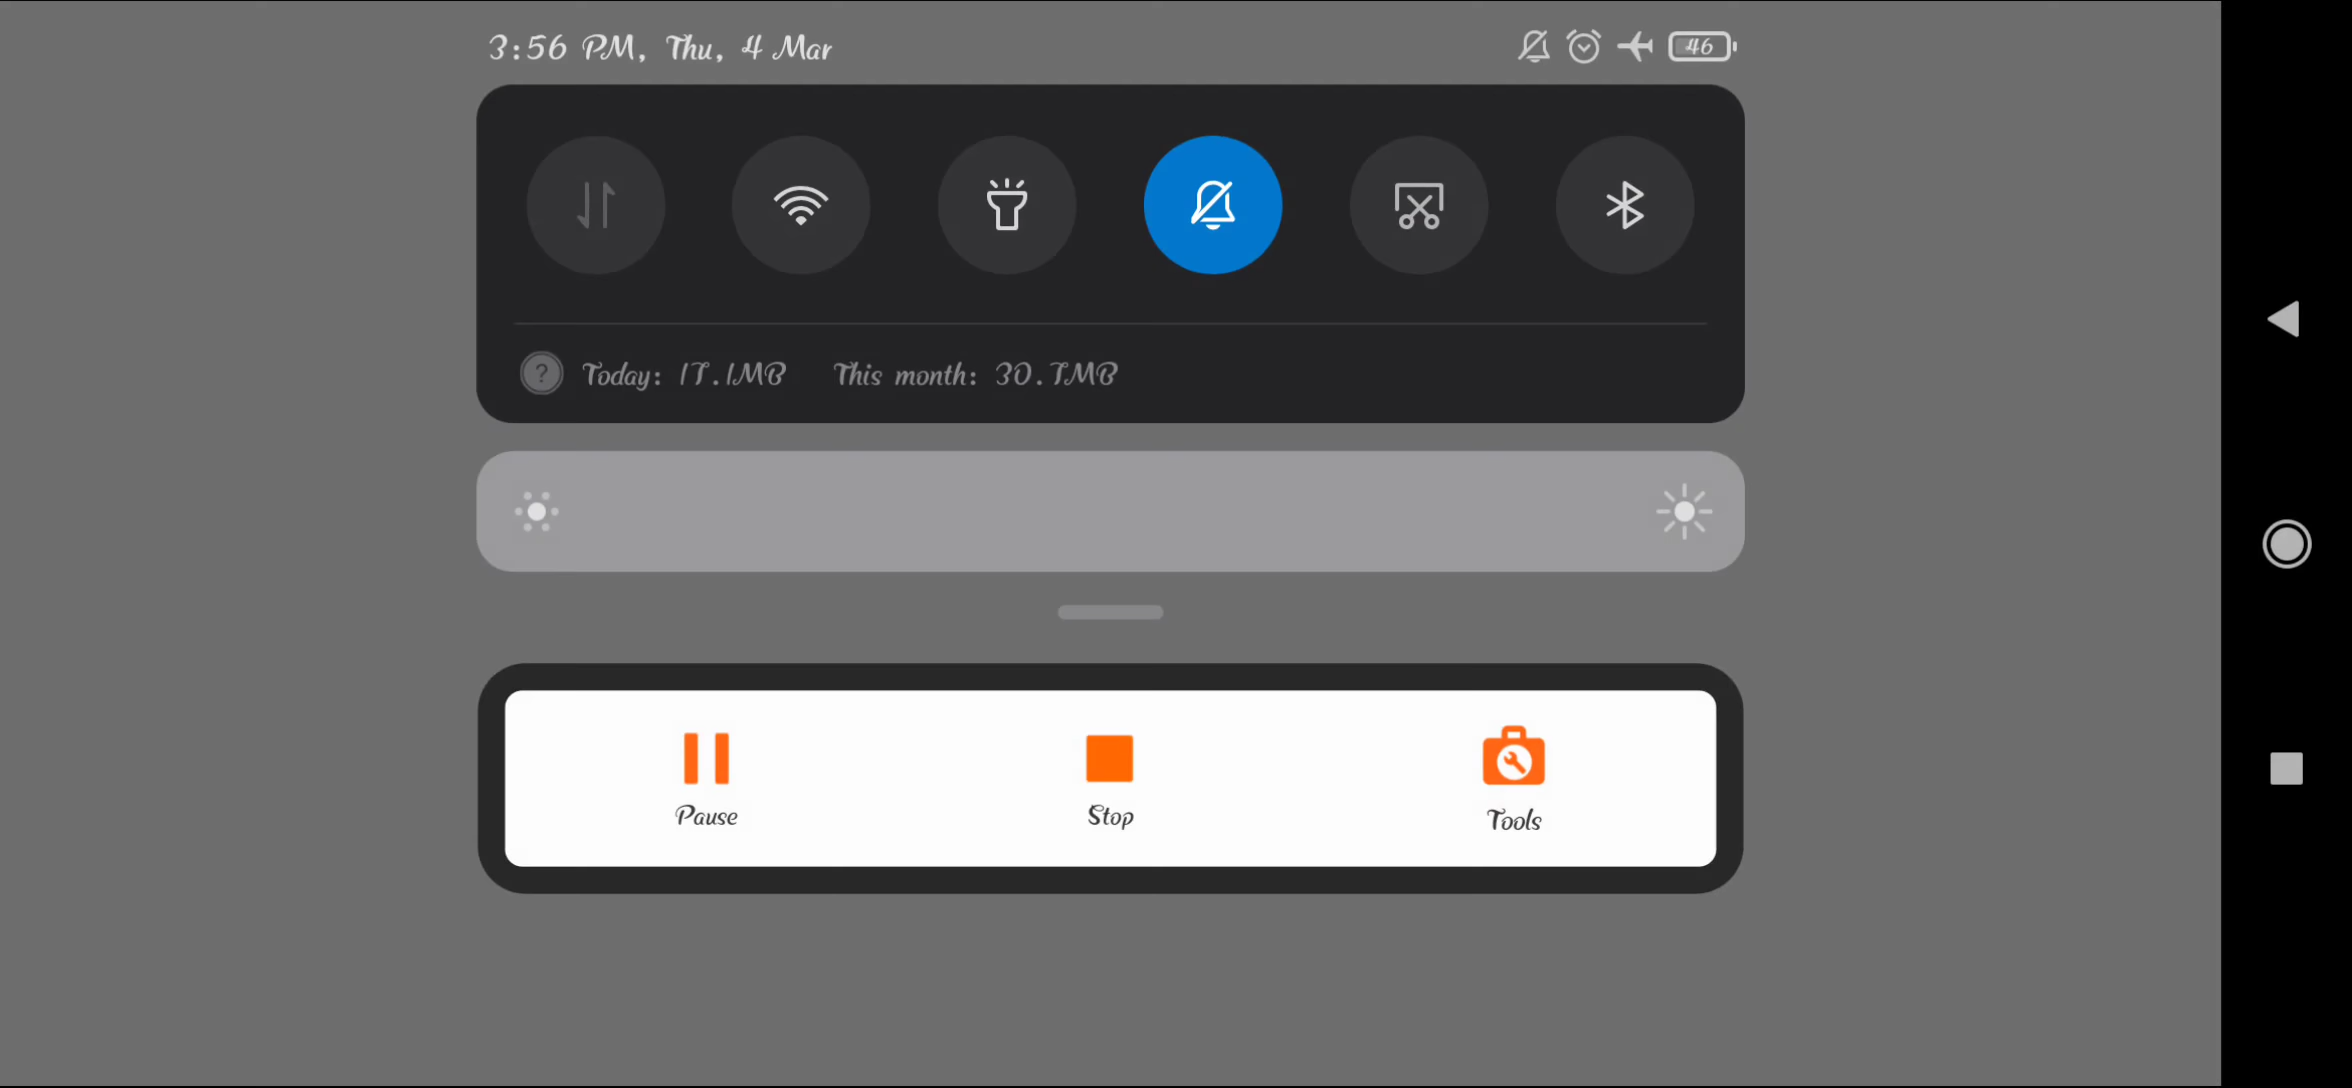 3:56 PM, Thu, 4 Mar
46
? Today: 17.1MB This month: 30.7MB
Pause
Stop
Tools